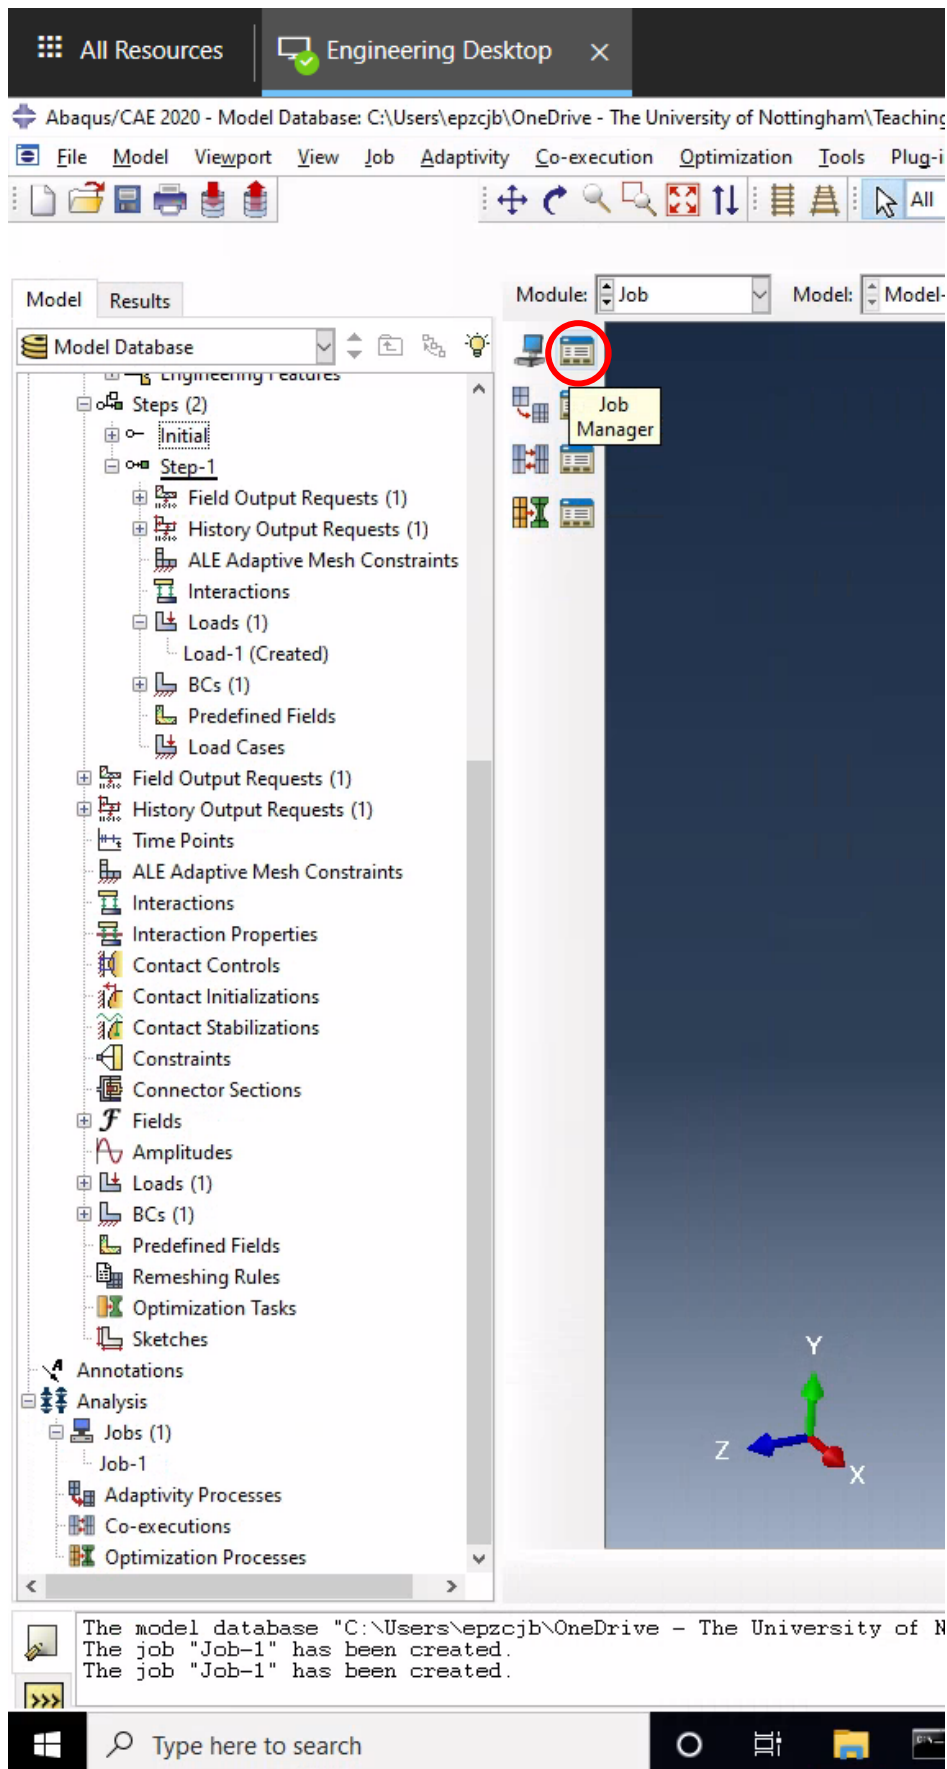 All Resources
Engineering Desktop
Abaqus/CAE 2020 - Model Database: C:\Users\epzcjb\OneDrive - The University of Nottingham\Teaching
File Model Viewport View Job Adaptivity Co-execution Optimization Tools Plug-i
All
Model Results
Module: Job Model: Model-
Model Database
Engineering Features
Steps (2)
Initial
Step-1
Field Output Requests (1)
History Output Requests (1)
ALE Adaptive Mesh Constraints
Interactions
Loads (1)
Load-1 (Created)
BCs (1)
Predefined Fields
Load Cases
Field Output Requests (1)
History Output Requests (1)
Time Points
ALE Adaptive Mesh Constraints
Interactions
Interaction Properties
Contact Controls
Contact Initializations
Contact Stabilizations
Constraints
Connector Sections
Fields
Amplitudes
Loads (1)
BCs (1)
Predefined Fields
Remeshing Rules
Optimization Tasks
Sketches
Annotations
Analysis
Jobs (1)
Job-1
Adaptivity Processes
Co-executions
Optimization Processes
Job
Manager
Y
Z
X
The model database "C:\Users\epzcjb\OneDrive - The University of N
The job "Job-1" has been created.
The job "Job-1" has been created.
>>>
Type here to search